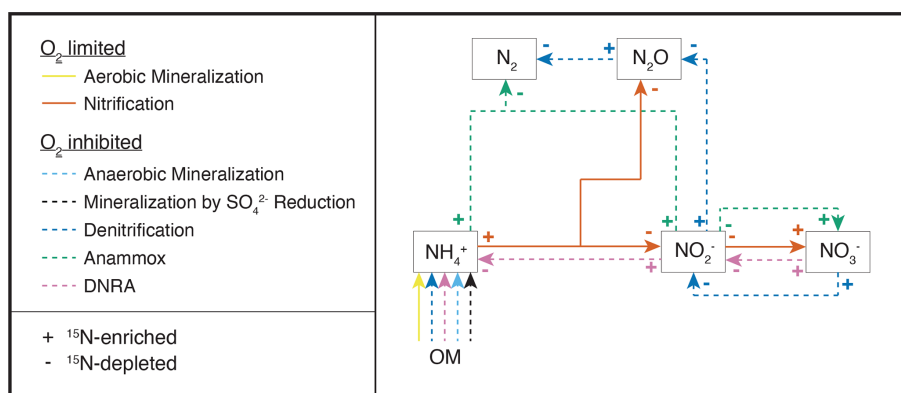 O₂ limited
Aerobic Mineralization
Nitrification
O₂ inhibited
Anaerobic Mineralization
Mineralization by SO₄²⁻ Reduction
Denitrification
Anammox
DNRA
+ ¹⁵N-enriched
- ¹⁵N-depleted
N₂
- +
N₂O
-
- -
+ +
+ - + +
NH₄⁺
+ - - +
NO₂⁻
NO₃⁻
- + - +
- +
OM